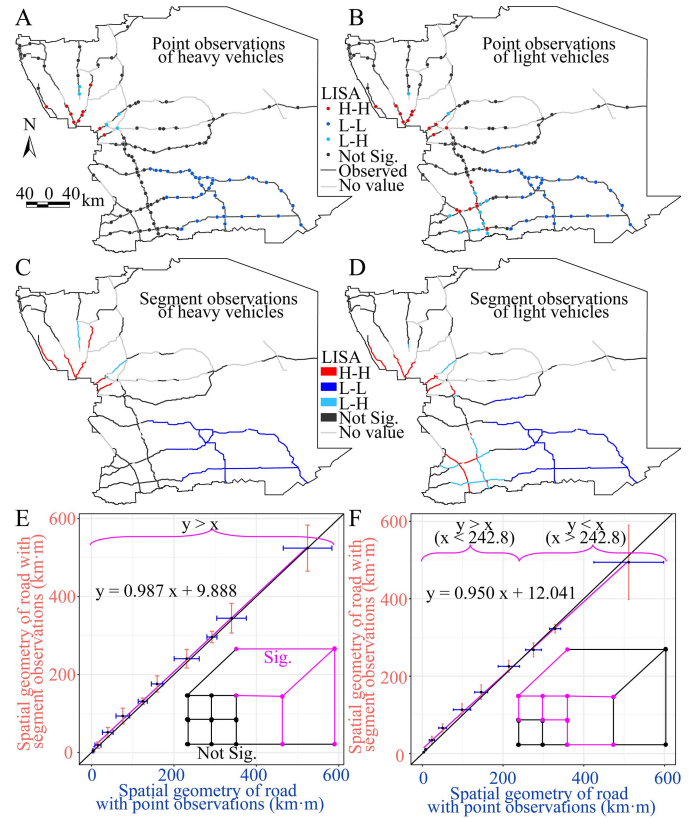 A
Point observations
of heavy vehicles
N
40 0 40
km
B
Point observations
of light vehicles
LISA
H-H
L-L
L-H
Not Sig.
Observed
No value
C
Segment observations
of heavy vehicles
D
Segment observations
of light vehicles
LISA
H-H
L-L
L-H
Not Sig.
No value
E
Spatial geometry of road with
segment observations (km·m)
600
400
200
0
y > x
y = 0.987 x + 9.888
Sig.
Not Sig.
0 200 400 600
Spatial geometry of road
with point observations (km·m)
F
Spatial geometry of road with
segment observations (km·m)
600
400
200
0
y > x
(x < 242.8)
y < x
(x > 242.8)
y = 0.950 x + 12.041
0 200 400 600
Spatial geometry of road
with point observations (km·m)